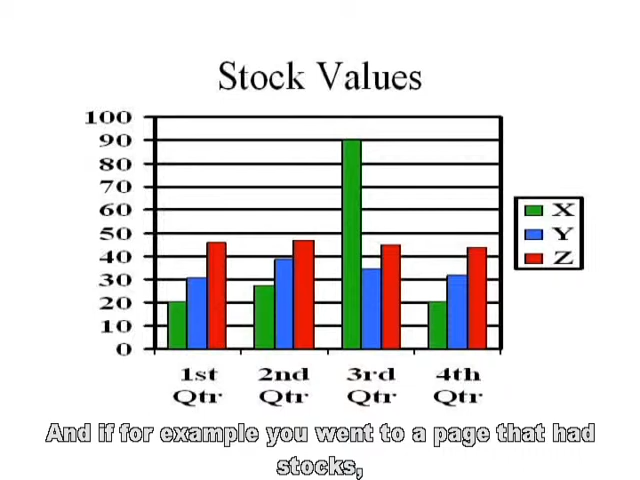 Stock Values
100
90
80
70
60
50
40
30
20
10
0
X
Y
Z
1st 2nd 3rd 4th
Qtr Qtr Qtr Qtr
And if for example you went to a page that had
stocks,